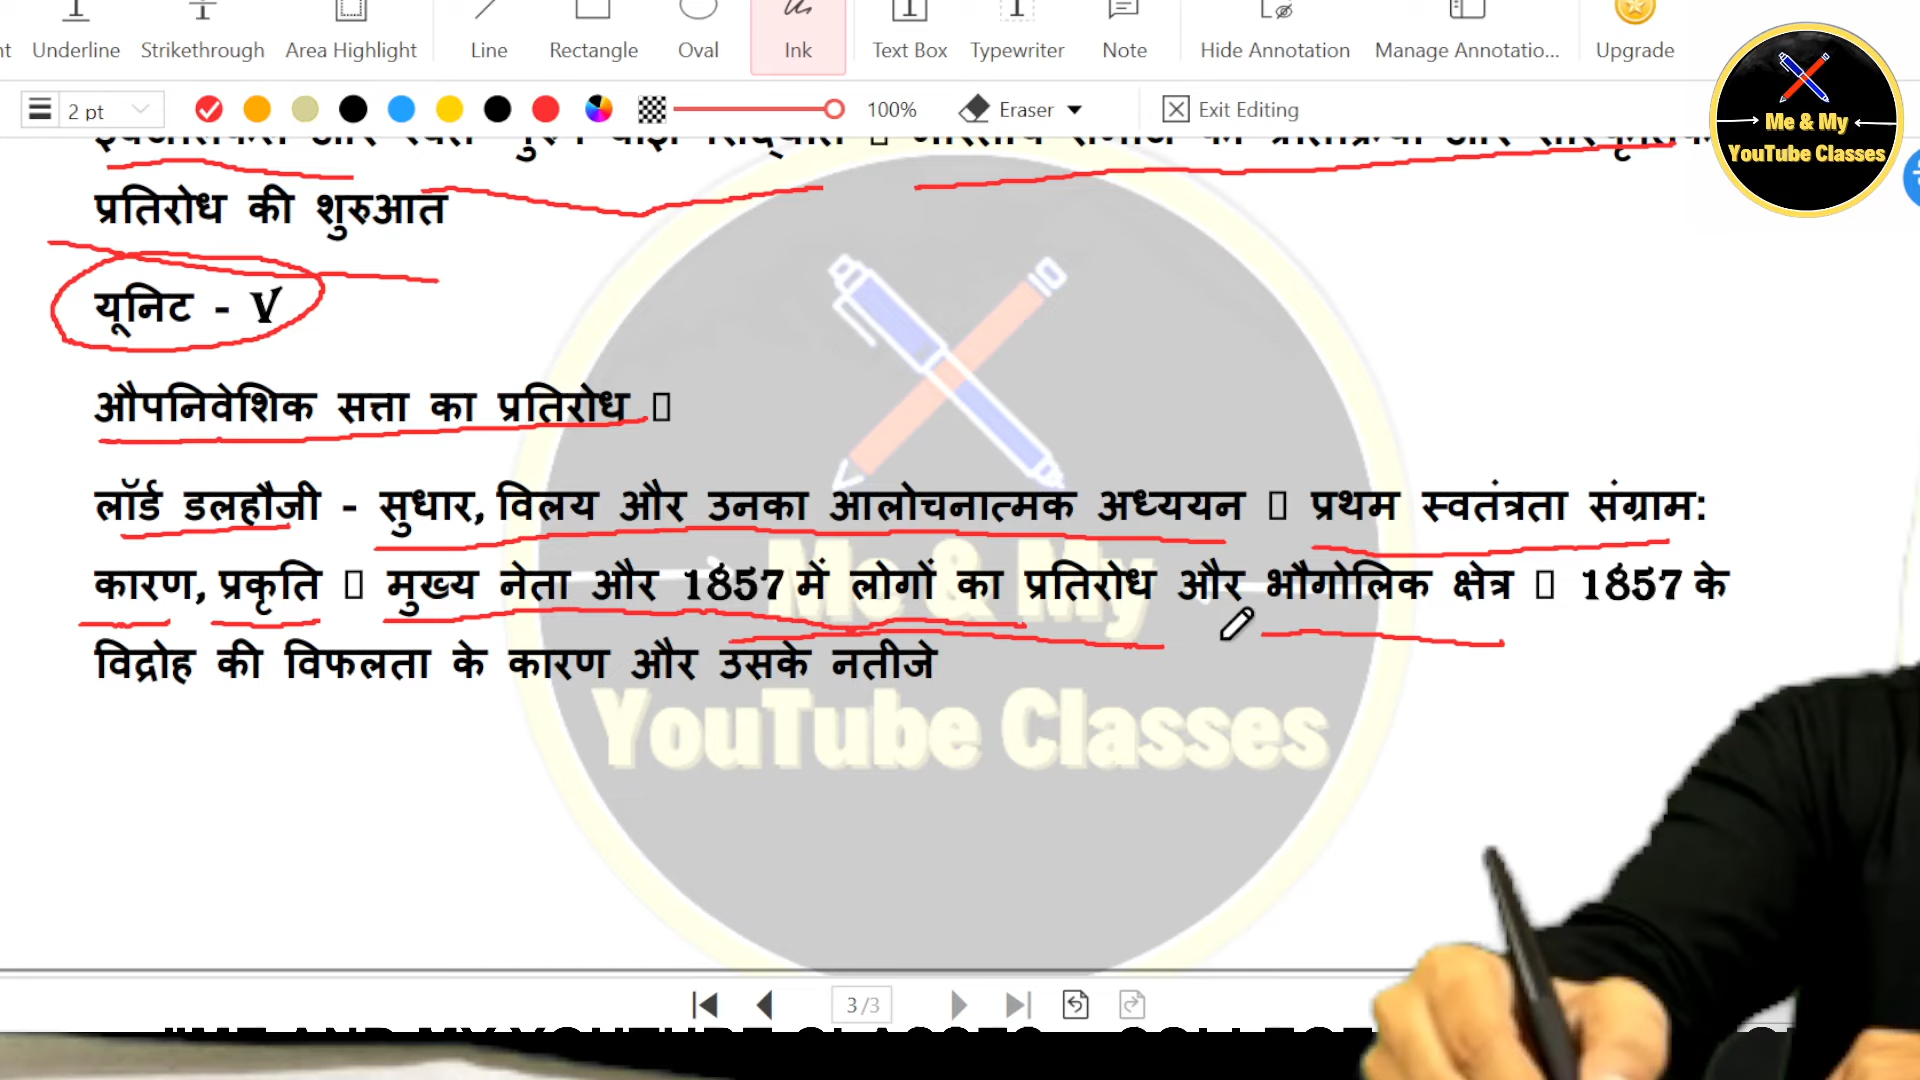 Underline Strikethrough Area Highlight Line Rectangle Oval Ink Text Box Typewriter Note Hide Annotation Manage Annotatio... Upgrade
2 pt 100% Eraser Exit Editing
Me & My
YouTube Classes
प्रतिरोध की शुरुआत
यूनिट - V
औपनिवेशिक सत्ता का प्रतिरोध
लॉर्ड डलहौजी - सुधार, विलय और उनका आलोचनात्मक अध्ययन प्रथम स्वतंत्रता संग्राम:
कारण, प्रकृति मुख्य नेता और 1857 में लोगों का प्रतिरोध और भौगोलिक क्षेत्र 1857 के
विद्रोह की विफलता के कारण और उसके नतीजे
Me & My
YouTube Classes
3 /3